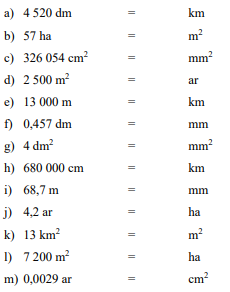 a) 4 520 dm = km
b) 57 ha = m²
c) 326 054 cm² = mm²
d) 2 500 m² = ar
e) 13 000 m = km
f) 0,457 dm = mm
g) 4 dm² = mm²
h) 680 000 cm = km
i) 68,7 m = mm
j) 4,2 ar = ha
k) 13 km² = m²
l) 7 200 m² = ha
m) 0,0029 ar = cm²